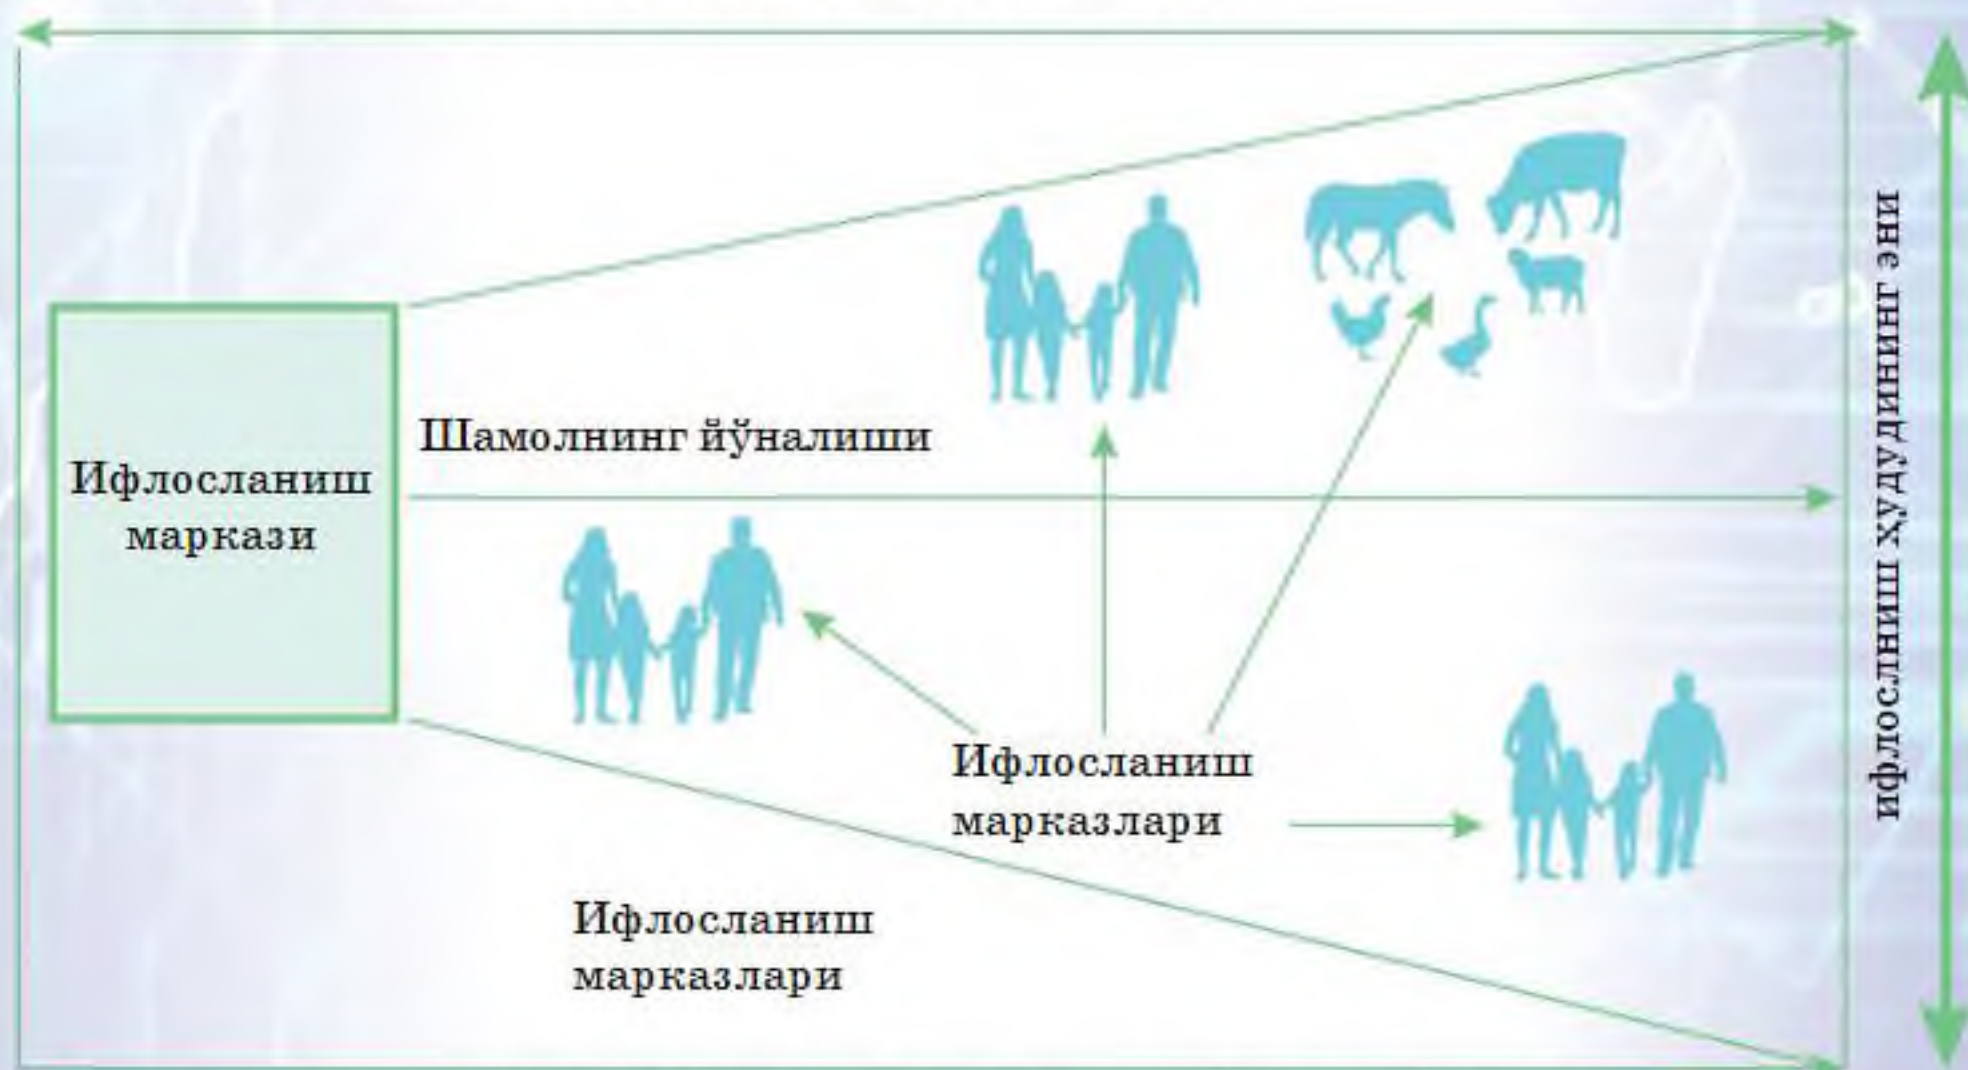 Ифлосланиш
маркази
Шамолнинг йўналиши
Ифлосланиш
марказлари
Ифлосланиш
марказлари
ифлослниш ҳудудининг эни